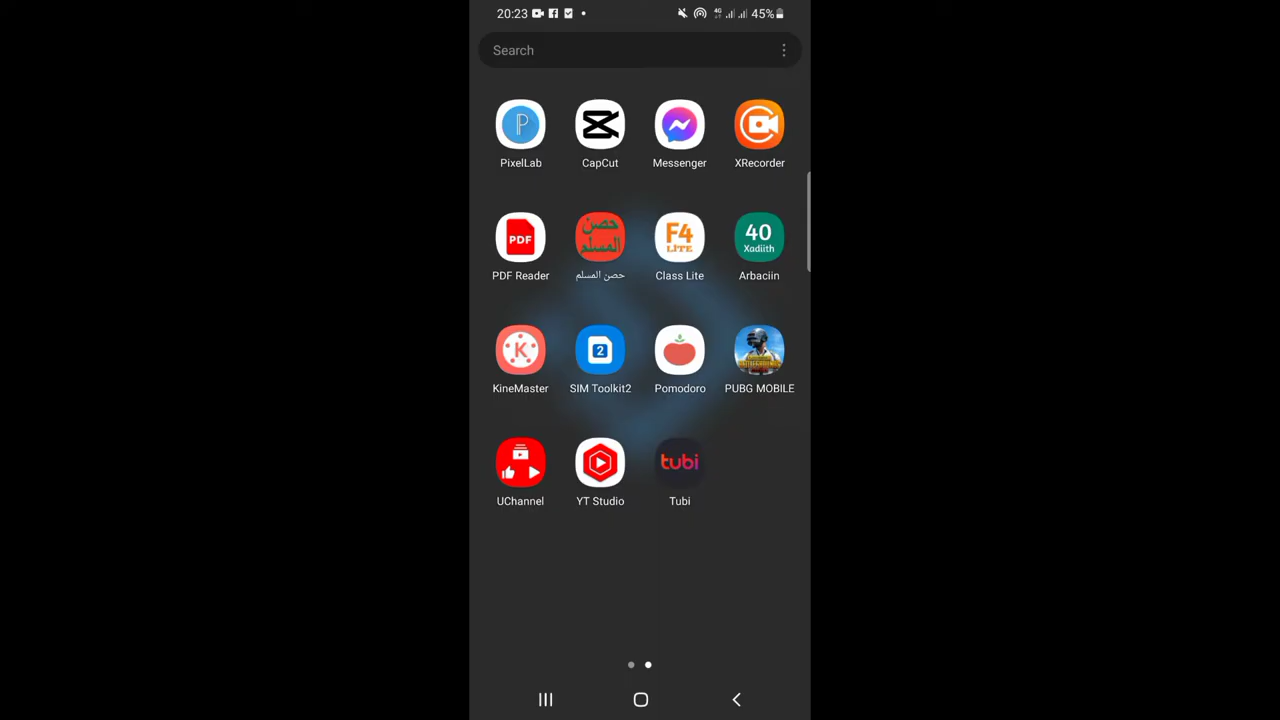 20:23
4G
45%
Search
P
PixelLab
CapCut
Messenger
XRecorder
PDF
PDF Reader
حصن
المسلم
حصن المسلم
F4
LITE
Class Lite
40
Xadiith
Arbaciin
K
KineMaster
2
SIM Toolkit2
Pomodoro
PUBG MOBILE
UChannel
YT Studio
tubi
Tubi